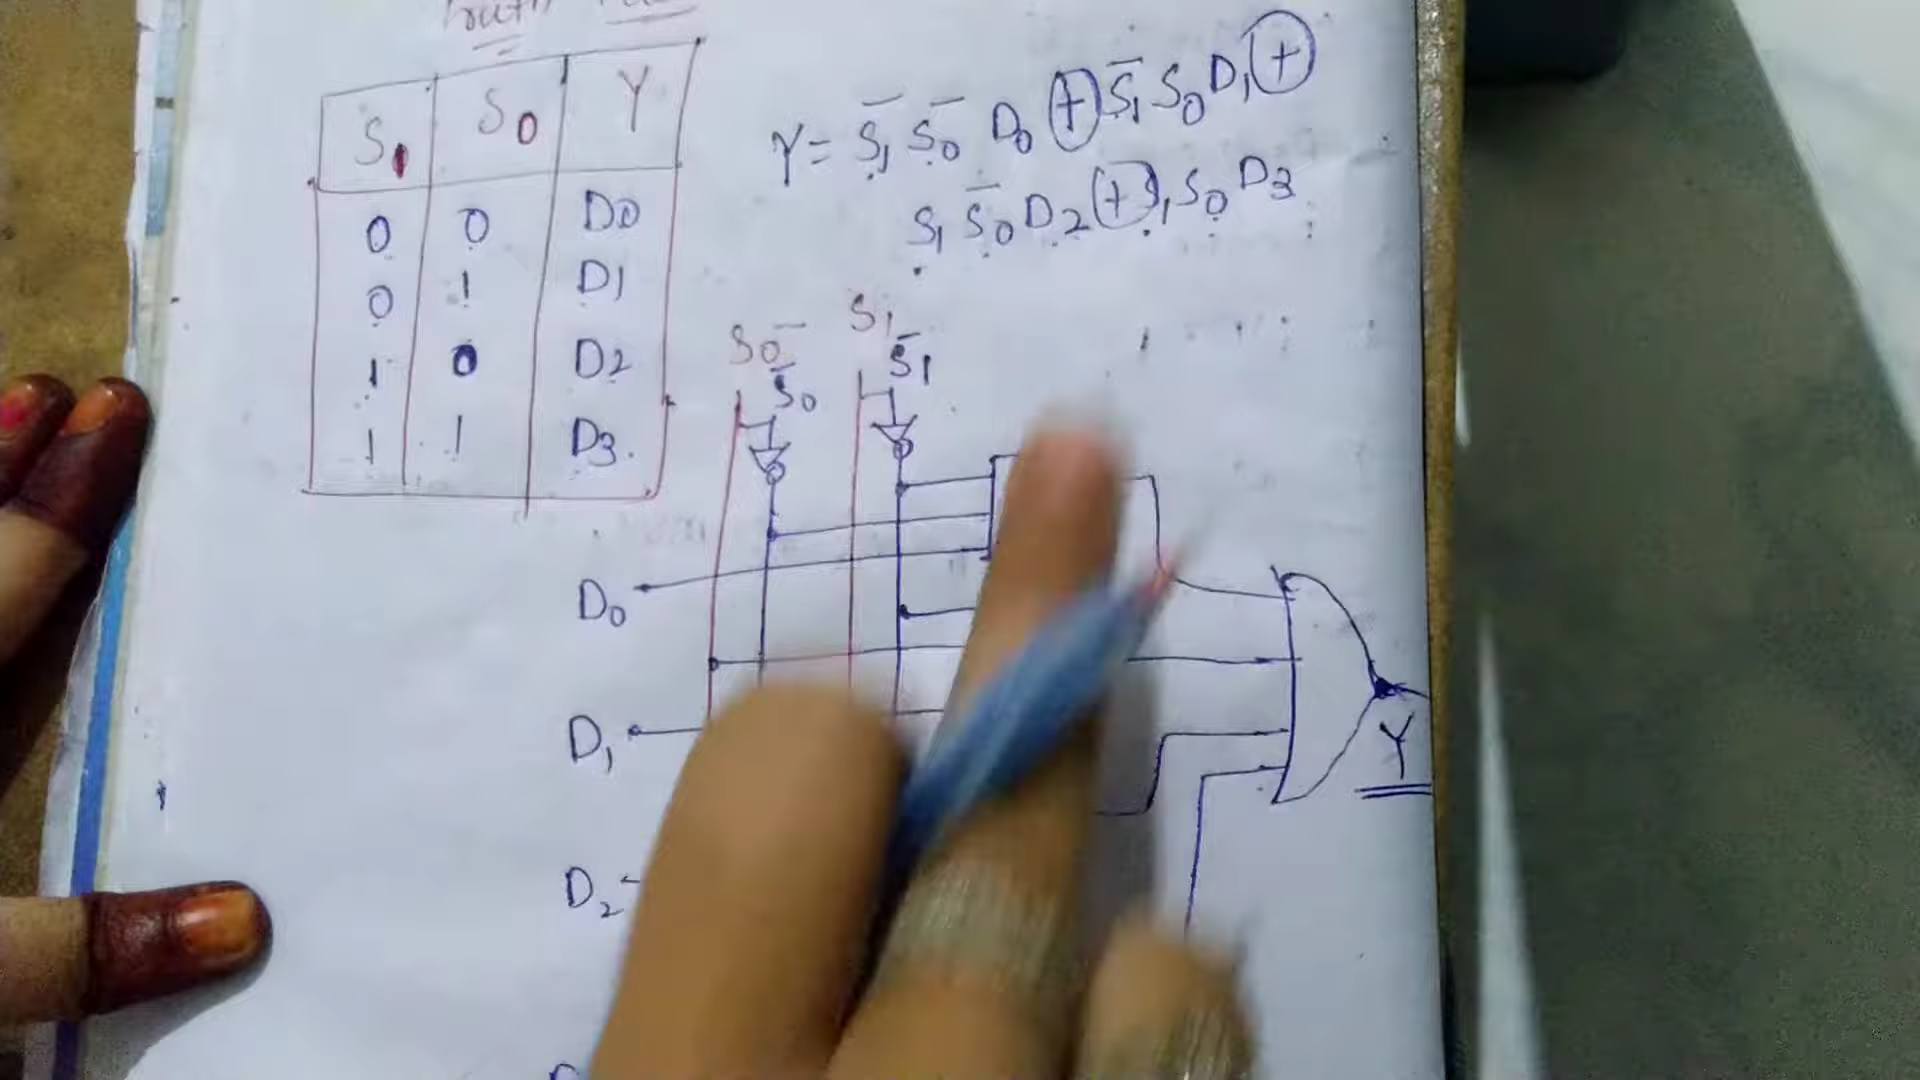 Truth
S1 S0 Y
0 0 D0
0 1 D1
1 0 D2
1 1 D3
Y = S̅1 S̅0 D0 + S̅1 S0 D1 +
S1 S̅0 D2 + S1 S0 D3
S0 S1
S̅0 S̅1
D0
D1
D2
Y